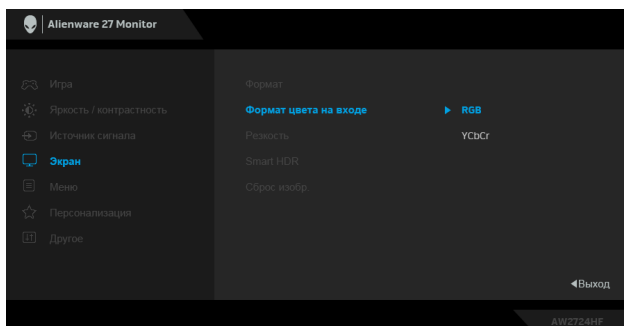 Alienware 27 Monitor
Игра
Яркость / контрастность
Источник сигнала
Экран
Меню
Персонализация
Другое
Формат
Формат цвета на входе
Резкость
Smart HDR
Сброс изобр.
RGB
YCbCr
Выход
AW2724HF